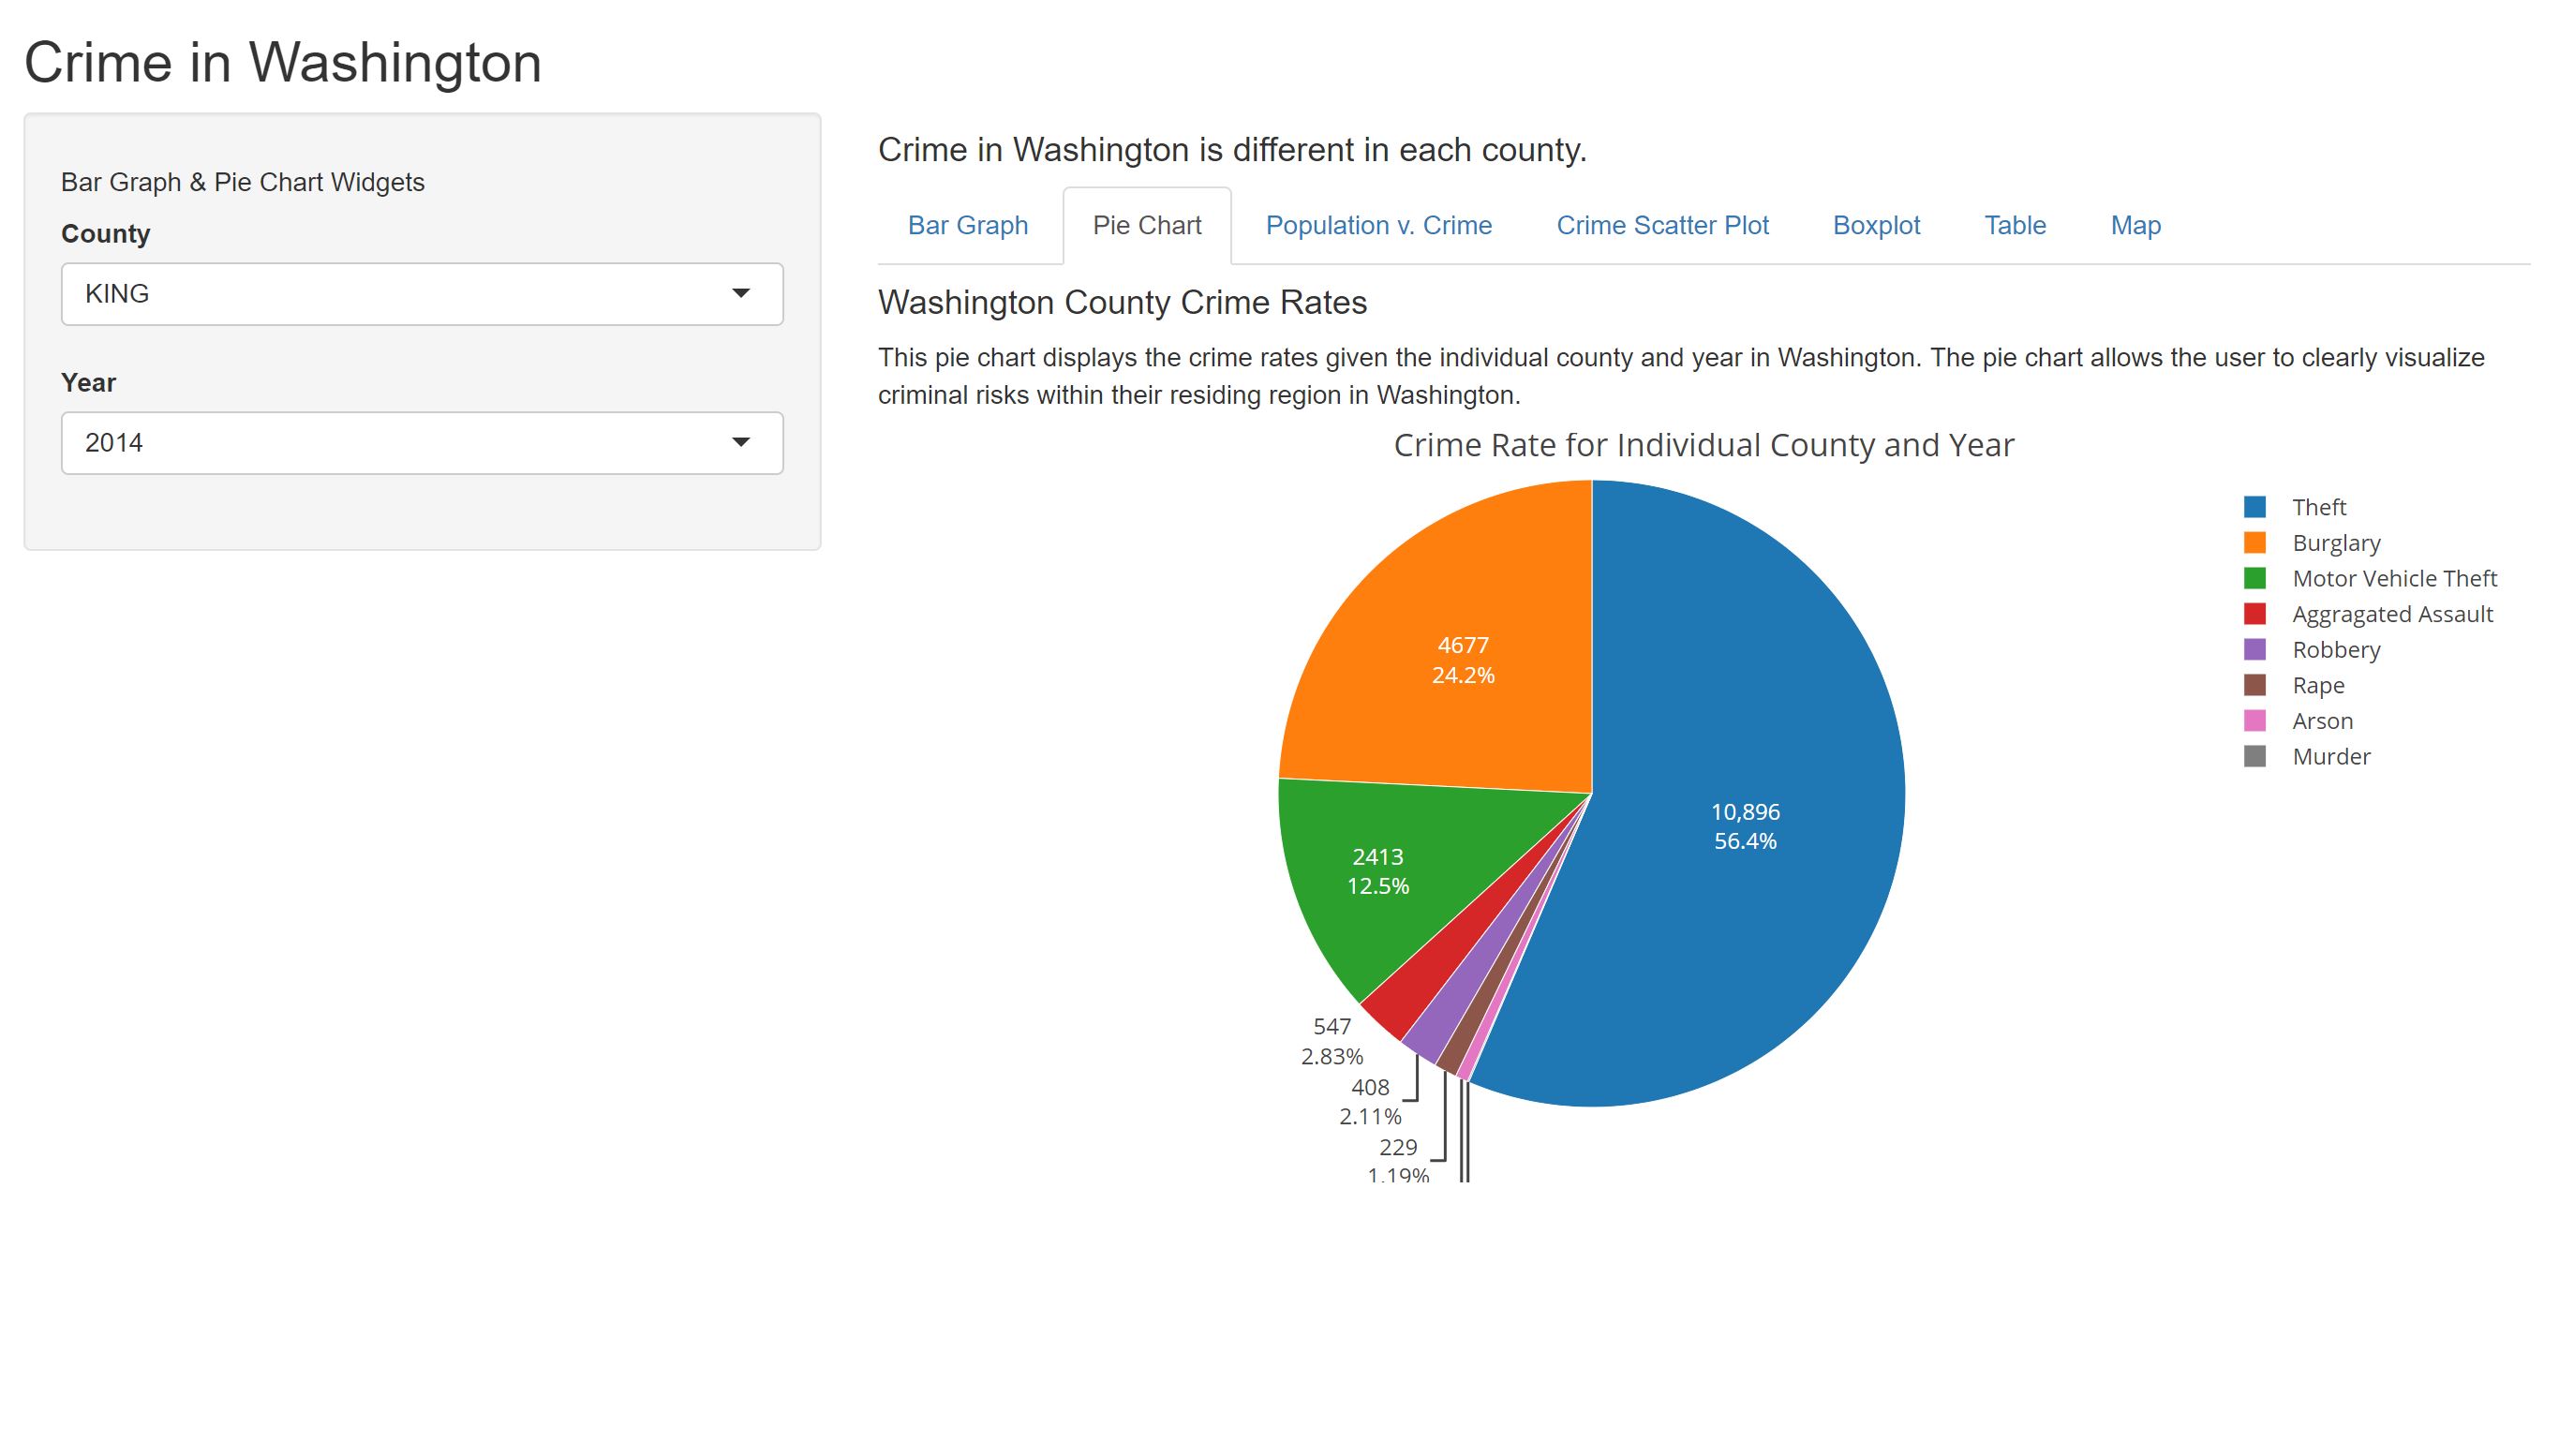 Crime in Washington
Bar Graph & Pie Chart Widgets
County
KING
Year
2014
Crime in Washington is different in each county.
Bar Graph
Pie Chart
Population v. Crime
Crime Scatter Plot
Boxplot
Table
Map
Washington County Crime Rates
This pie chart displays the crime rates given the individual county and year in Washington. The pie chart allows the user to clearly visualize
criminal risks within their residing region in Washington.
Crime Rate for Individual County and Year
Theft
Burglary
Motor Vehicle Theft
Aggragated Assault
Robbery
Rape
Arson
Murder
4677
24.2%
10,896
56.4%
2413
12.5%
547
2.83%
408
2.11%
229
1.19%